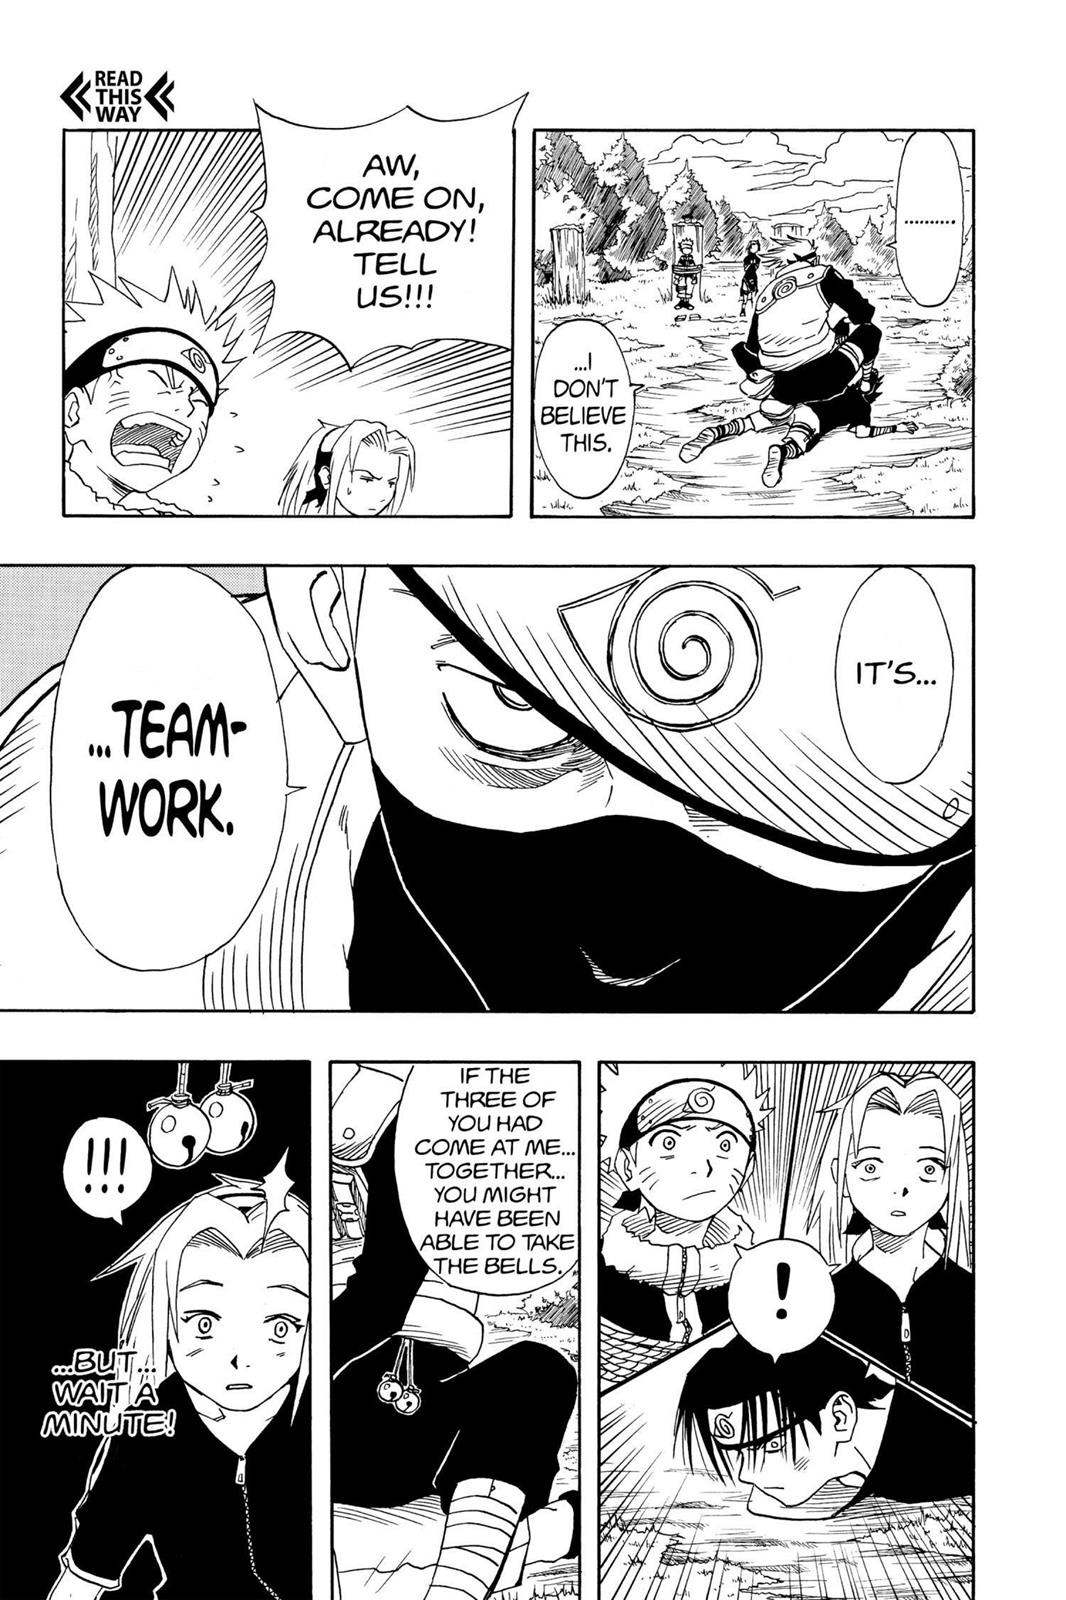 READ
THIS
WAY
...........
...I
DON'T
BELIEVE
THIS.
AW,
COME ON,
ALREADY!
TELL
US!!!
IT'S...
...TEAM-
WORK.
!
IF THE
THREE OF
YOU HAD
COME AT ME...
TOGETHER...
YOU MIGHT
HAVE BEEN
ABLE TO TAKE
THE BELLS.
!!!
...BUT...
WAIT A
MINUTE!